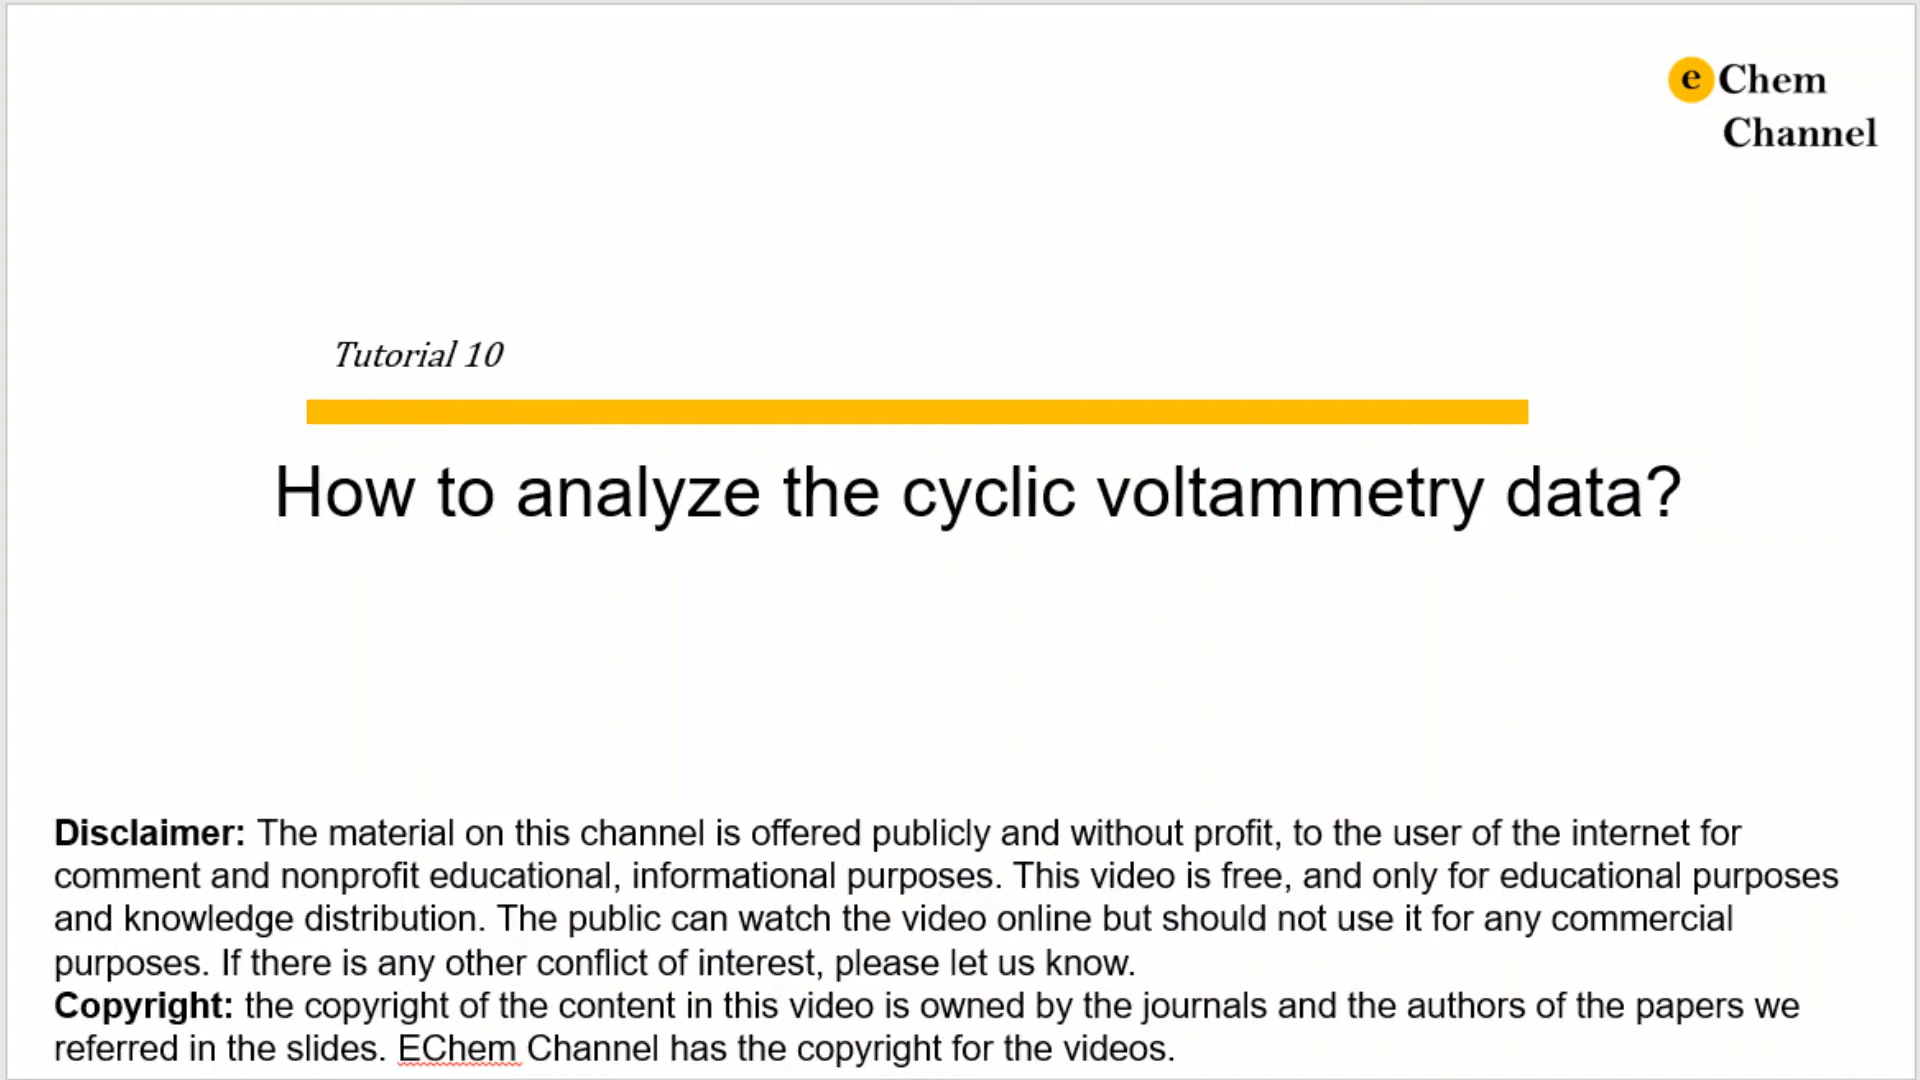 e Chem
Channel
Tutorial 10
How to analyze the cyclic voltammetry data?
Disclaimer: The material on this channel is offered publicly and without profit, to the user of the internet for
comment and nonprofit educational, informational purposes. This video is free, and only for educational purposes
and knowledge distribution. The public can watch the video online but should not use it for any commercial
purposes. If there is any other conflict of interest, please let us know.
Copyright: the copyright of the content in this video is owned by the journals and the authors of the papers we
referred in the slides. EChem Channel has the copyright for the videos.